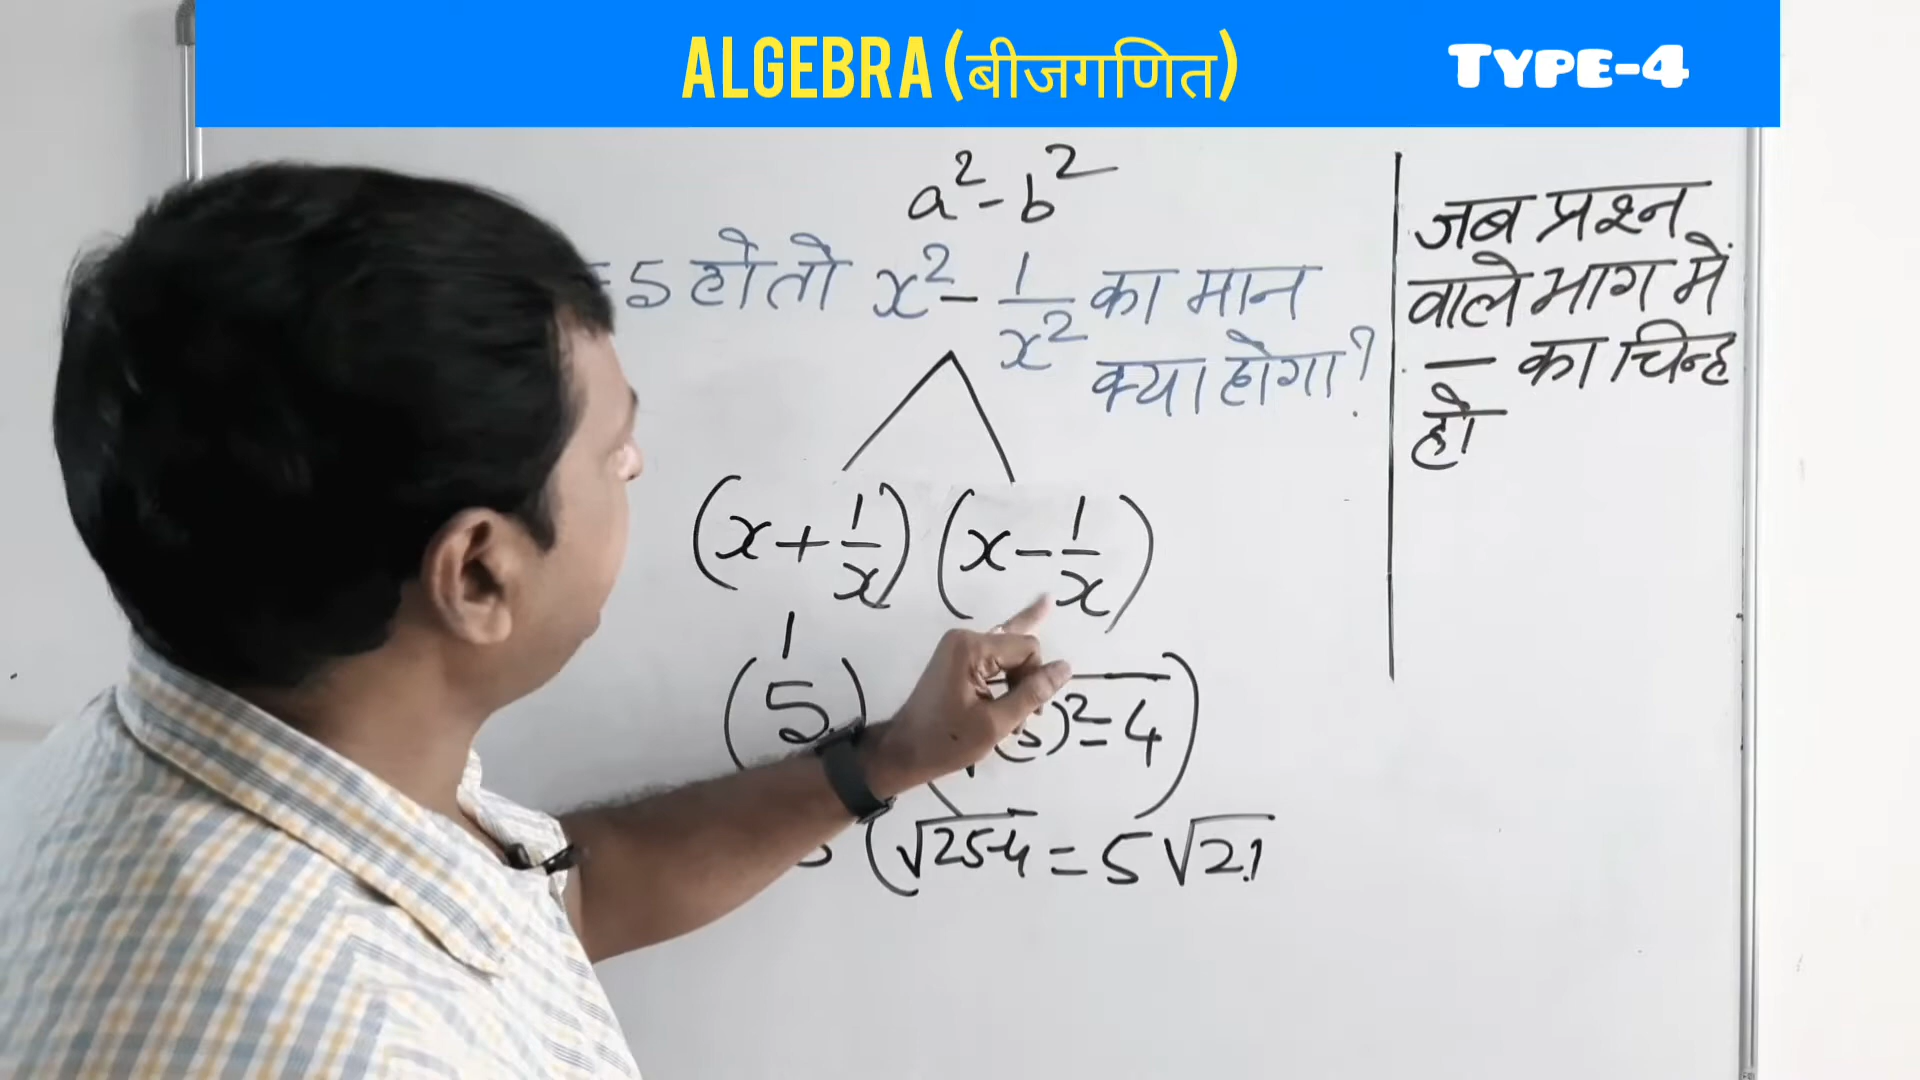 ALGEBRA (बीजगणित)
TYPE-4
a² - b²
= 5 हो तो x² - 1/x² का मान
क्या होगा?
(x + 1/x) (x - 1/x)
(5) ²- 4)
(√25-4 = 5√21
जब प्रश्न
वाले भाग में
— का चिन्ह
हो